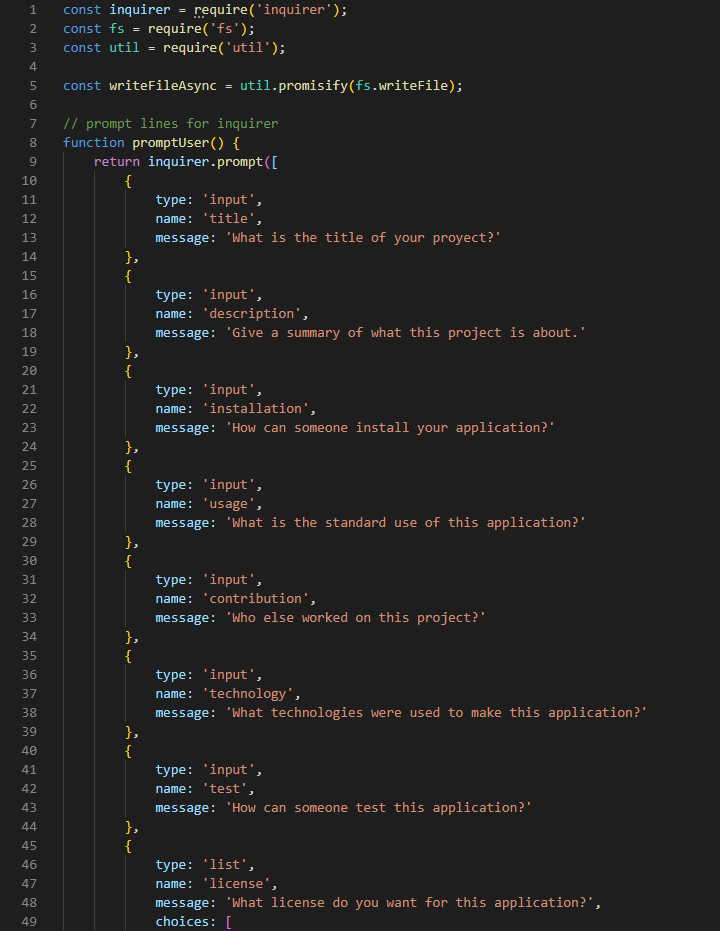 1 const inquirer = require('inquirer');
2 const fs = require('fs');
3 const util = require('util');
4
5 const writeFileAsync = util.promisify(fs.writeFile);
6
7 // prompt lines for inquirer
8 function promptUser() {
9     return inquirer.prompt([
10         {
11             type: 'input',
12             name: 'title',
13             message: 'What is the title of your proyect?'
14         },
15         {
16             type: 'input',
17             name: 'description',
18             message: 'Give a summary of what this project is about.'
19         },
20         {
21             type: 'input',
22             name: 'installation',
23             message: 'How can someone install your application?'
24         },
25         {
26             type: 'input',
27             name: 'usage',
28             message: 'What is the standard use of this application?'
29         },
30         {
31             type: 'input',
32             name: 'contribution',
33             message: 'Who else worked on this project?'
34         },
35         {
36             type: 'input',
37             name: 'technology',
38             message: 'What technologies were used to make this application?'
39         },
40         {
41             type: 'input',
42             name: 'test',
43             message: 'How can someone test this application?'
44         },
45         {
46             type: 'list',
47             name: 'license',
48             message: 'What license do you want for this application?',
49             choices: [